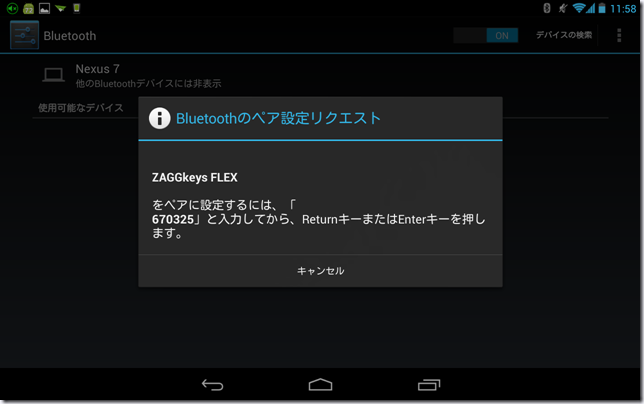 11:58
Bluetooth
ON
デバイスの検索
Nexus 7
他のBluetoothデバイスには非表示
使用可能なデバイス
Bluetoothのペア設定リクエスト
ZAGGkeys FLEX
をペアに設定するには、「
670325」と入力してから、ReturnキーまたはEnterキーを押し
ます。
キャンセル